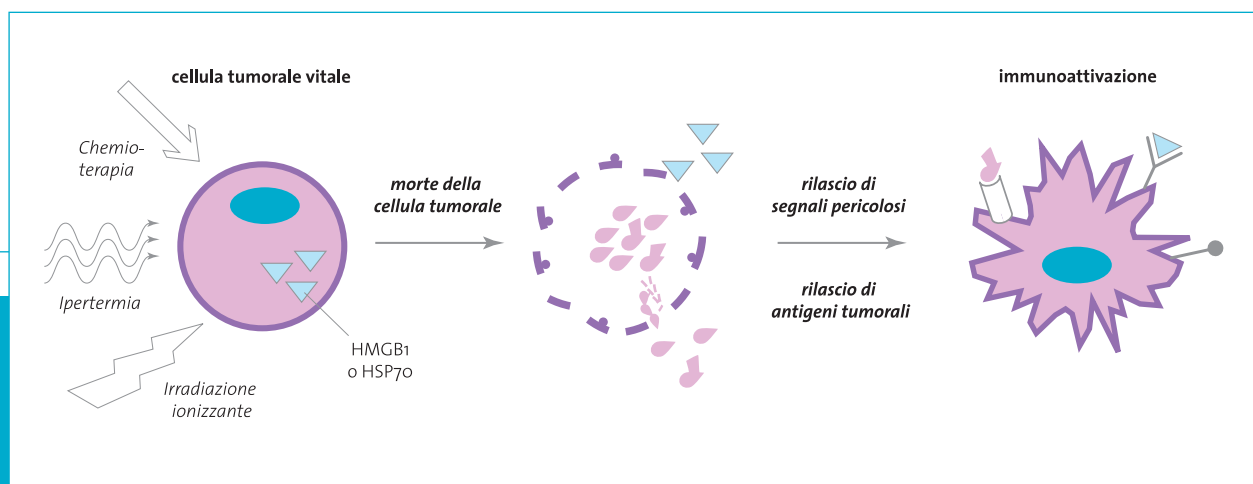 cellula tumorale vitale
immunoattivazione
Chemio-
terapia
morte della
cellula tumorale
rilascio di
segnali pericolosi
Ipertermia
rilascio di
antigeni tumorali
HMGB1
o HSP70
Irradiazione
ionizzante